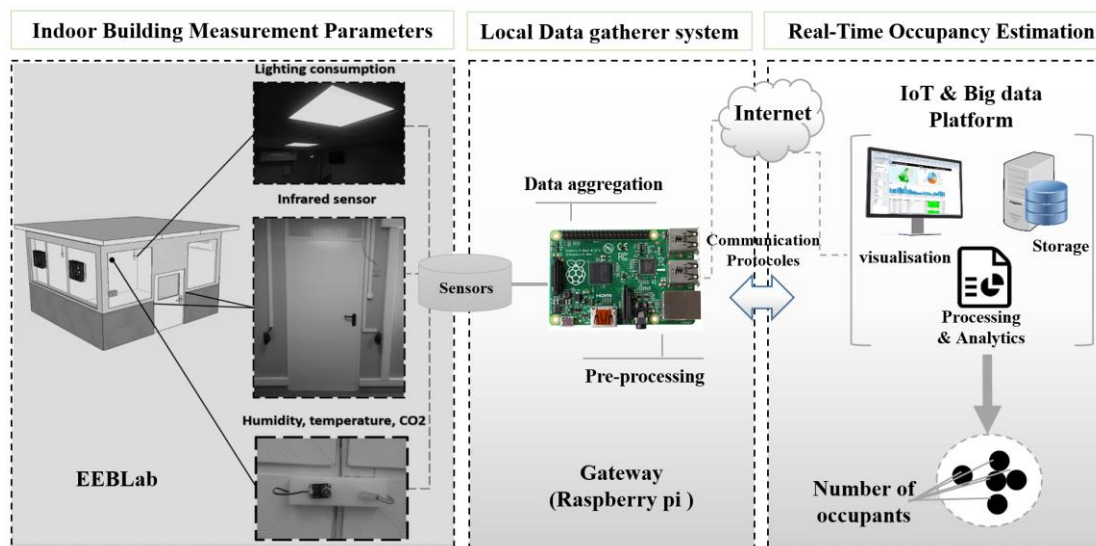 Indoor Building Measurement Parameters
Local Data gatherer system
Real-Time Occupancy Estimation
Lighting consumption
Infrared sensor
Humidity, temperature, CO2
EEBLab
Sensors
Data aggregation
Pre-processing
Gateway
(Raspberry pi )
Internet
Communication
Protocoles
IoT & Big data
Platform
visualisation
Storage
Processing
& Analytics
Number of
occupants
HDMI